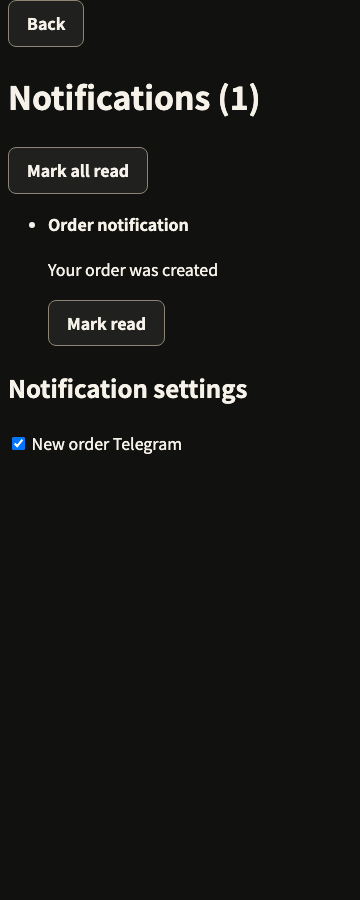 Back
Notifications (1)
Mark all read
Order notification
Your order was created
Mark read
Notification settings
New order Telegram